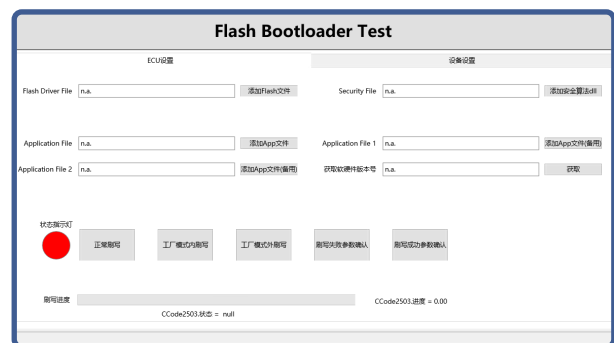 Flash Bootloader Test
ECU设置 设备设置
Flash Driver File n.a. 添加Flash文件 Security File n.a. 添加安全算法dll
Application File n.a. 添加App文件 Application File 1 n.a. 添加App文件(备用)
Application File 2 n.a. 添加App文件(备用) 获取软硬件版本号 n.a. 获取
状态指示灯
正常刷写 工厂模式内刷写 工厂模式外刷写 刷写失败参数确认 刷写成功参数确认
刷写进度 CCode2503.进度 = 0.00
CCode2503.状态 = null